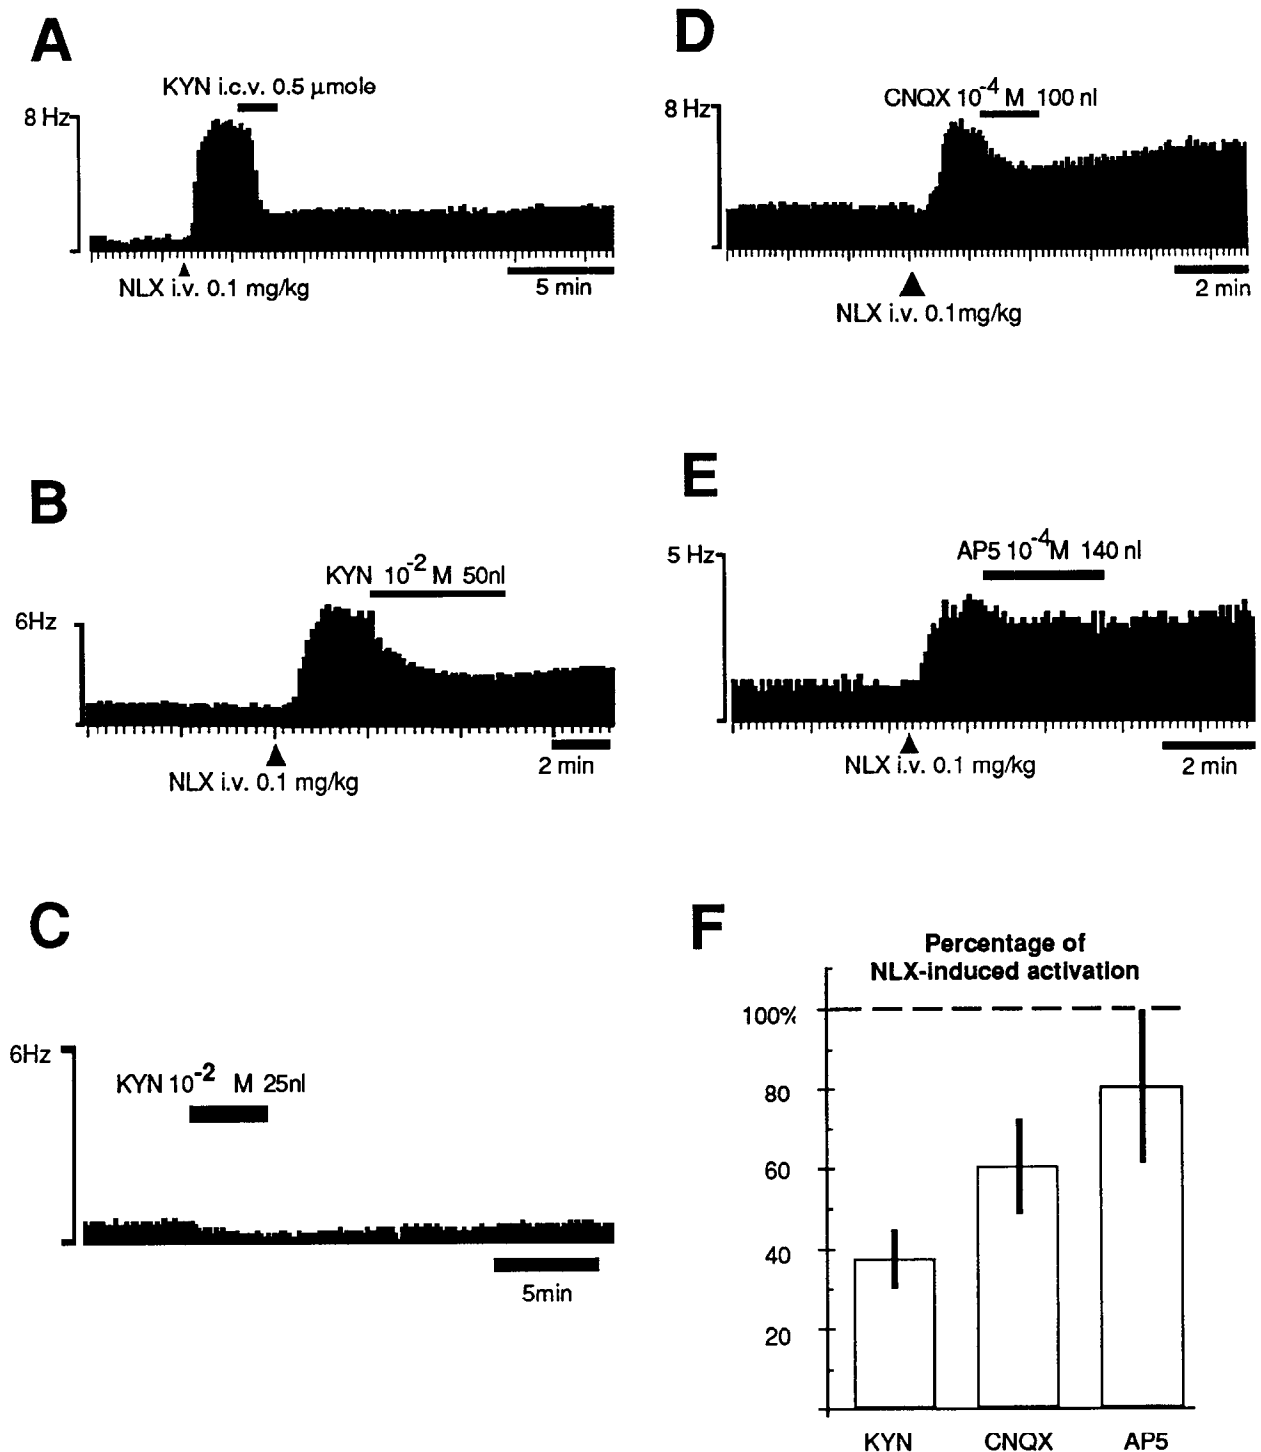 A
KYN i.c.v. 0.5 µmole
8 Hz
NLX i.v. 0.1 mg/kg
5 min
B
KYN 10-2 M 50nl
6Hz
NLX i.v. 0.1 mg/kg
2 min
C
6Hz
KYN 10-2 M 25nl
5min
D
CNQX 10-4 M 100 nl
8 Hz
NLX i.v. 0.1mg/kg
2 min
E
AP5 10-4M 140 nl
5 Hz
NLX i.v. 0.1 mg/kg
2 min
F
Percentage of
NLX-induced activation
100%
80
60
40
20
KYN CNQX AP5